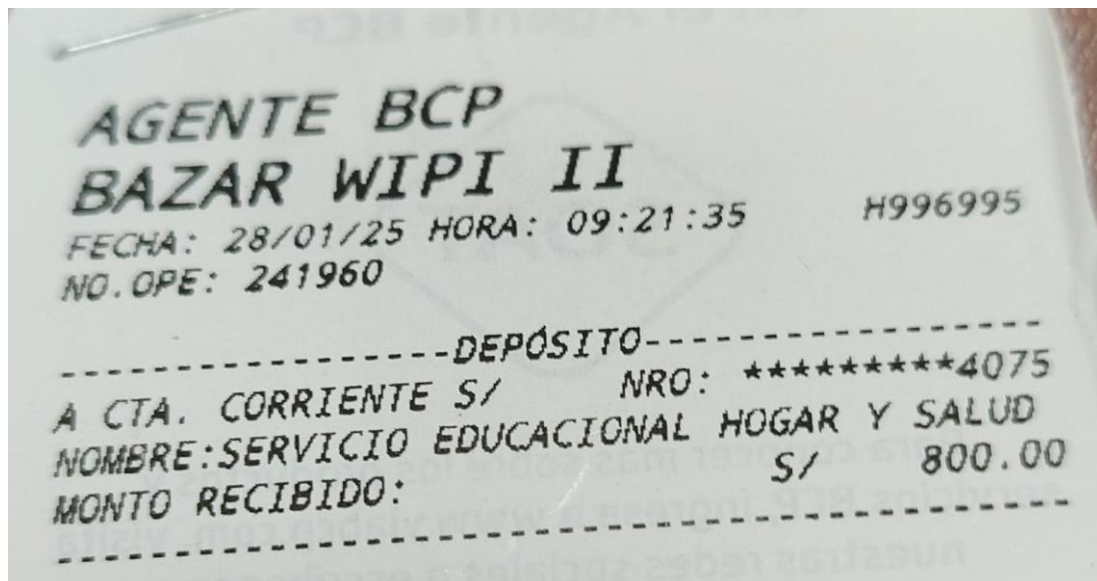 AGENTE BCP
BAZAR WIPI II
FECHA: 28/01/25 HORA: 09:21:35 H996995
NO.OPE: 241960
-----------------DEPÓSITO-----------------
A CTA. CORRIENTE S/ NRO: *********4075
NOMBRE:SERVICIO EDUCACIONAL HOGAR Y SALUD
MONTO RECIBIDO: S/ 800.00
------------------------------------------